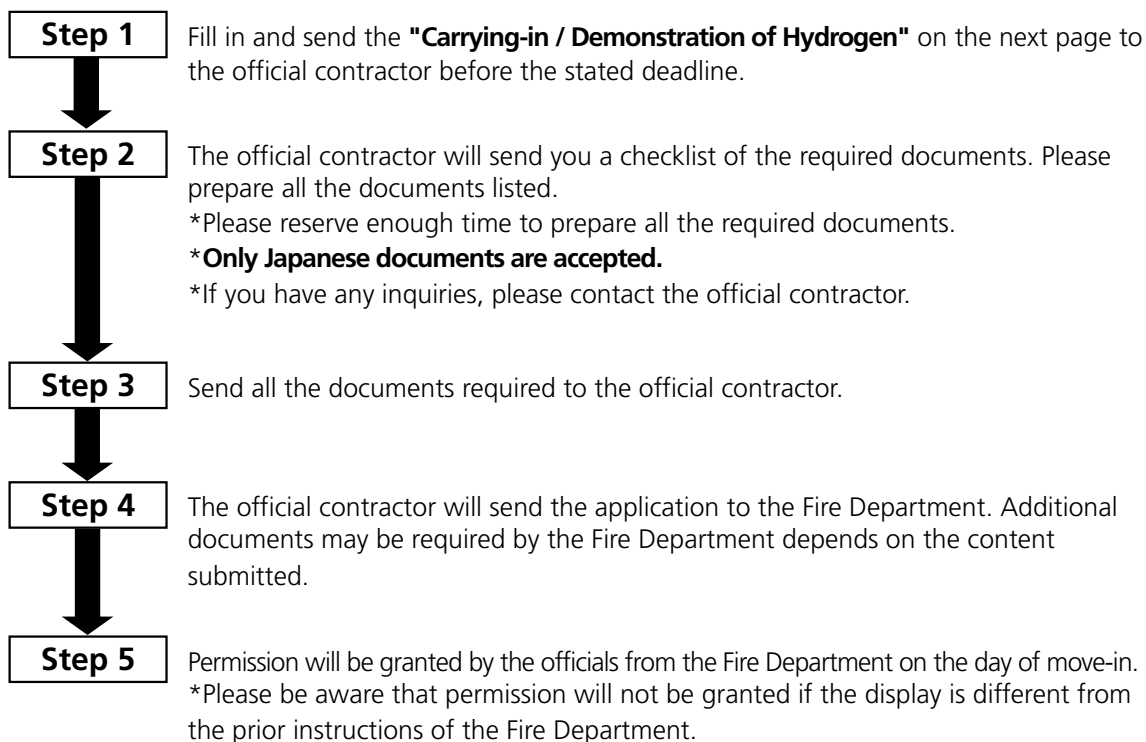 Step 1
Fill in and send the "Carrying-in / Demonstration of Hydrogen" on the next page to
the official contractor before the stated deadline.
Step 2
The official contractor will send you a checklist of the required documents. Please
prepare all the documents listed.
*Please reserve enough time to prepare all the required documents.
*Only Japanese documents are accepted.
*If you have any inquiries, please contact the official contractor.
Step 3
Send all the documents required to the official contractor.
Step 4
The official contractor will send the application to the Fire Department. Additional
documents may be required by the Fire Department depends on the content
submitted.
Step 5
Permission will be granted by the officials from the Fire Department on the day of move-in.
*Please be aware that permission will not be granted if the display is different from
the prior instructions of the Fire Department.